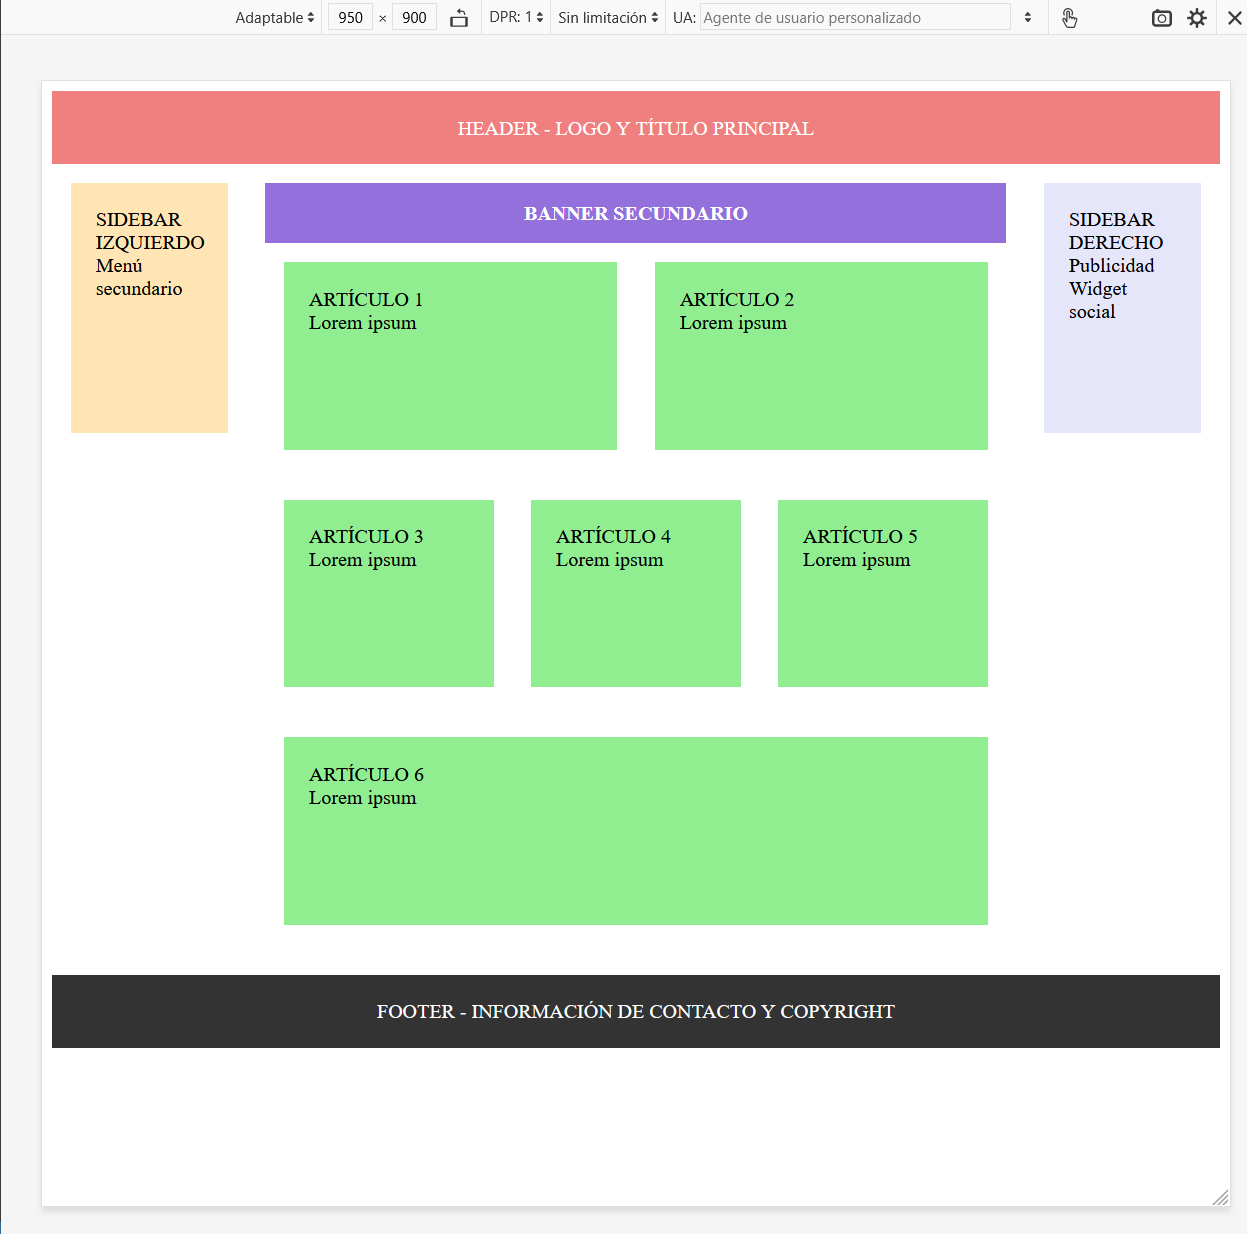 Adaptable 950 × 900 DPR: 1 Sin limitación UA: Agente de usuario personalizado
HEADER - LOGO Y TÍTULO PRINCIPAL
SIDEBAR
IZQUIERDO
Menú
secundario
BANNER SECUNDARIO
ARTÍCULO 1
Lorem ipsum
ARTÍCULO 2
Lorem ipsum
SIDEBAR
DERECHO
Publicidad
Widget
social
ARTÍCULO 3
Lorem ipsum
ARTÍCULO 4
Lorem ipsum
ARTÍCULO 5
Lorem ipsum
ARTÍCULO 6
Lorem ipsum
FOOTER - INFORMACIÓN DE CONTACTO Y COPYRIGHT